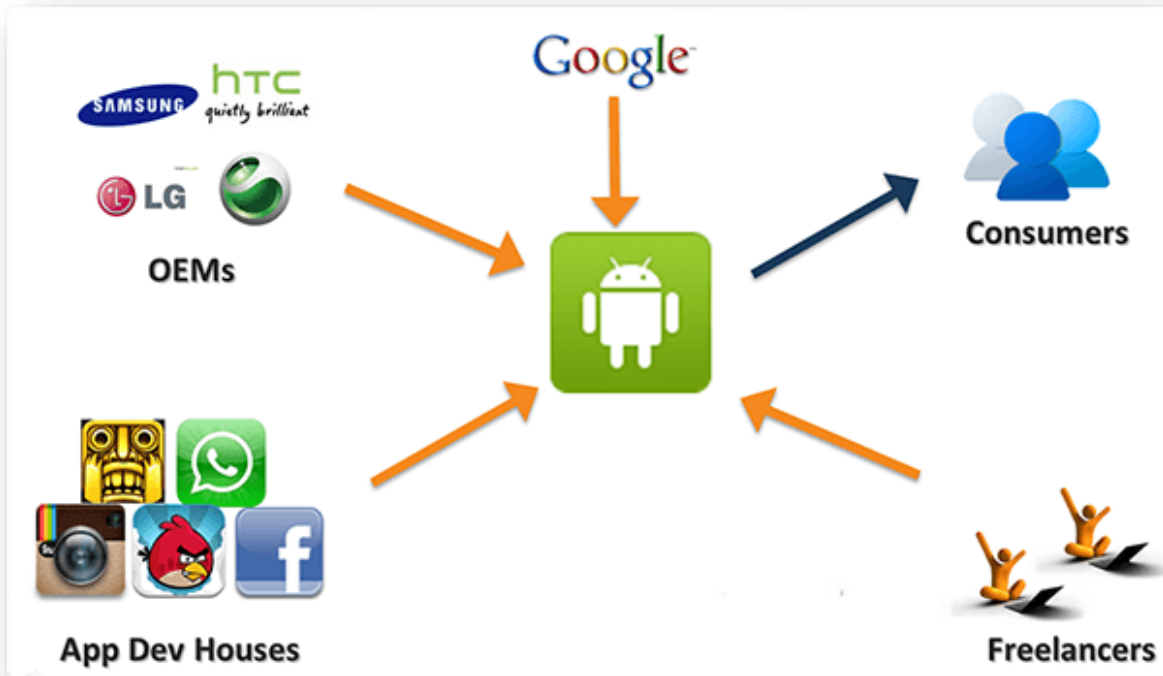 Google
SAMSUNG
hTC
quietly brilliant
LG
OEMs
Consumers
f
App Dev Houses
Freelancers